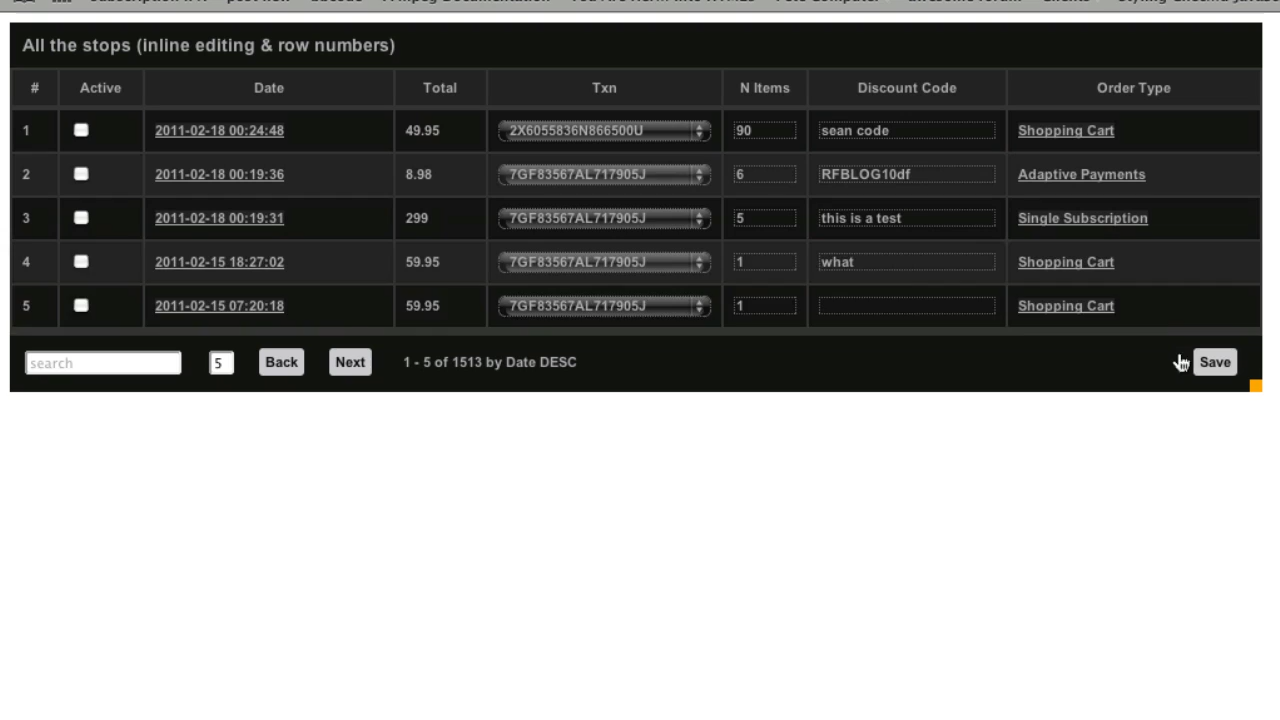 All the stops (inline editing & row numbers)
# Active Date Total Txn N Items Discount Code Order Type
1 2011-02-18 00:24:48 49.95 2X6055836N866500U 90 sean code Shopping Cart
2 2011-02-18 00:19:36 8.98 7GF83567AL717905J 6 RFBLOG10df Adaptive Payments
3 2011-02-18 00:19:31 299 7GF83567AL717905J 5 this is a test Single Subscription
4 2011-02-15 18:27:02 59.95 7GF83567AL717905J 1 what Shopping Cart
5 2011-02-15 07:20:18 59.95 7GF83567AL717905J 1 Shopping Cart
search 5 Back Next 1 - 5 of 1513 by Date DESC Save